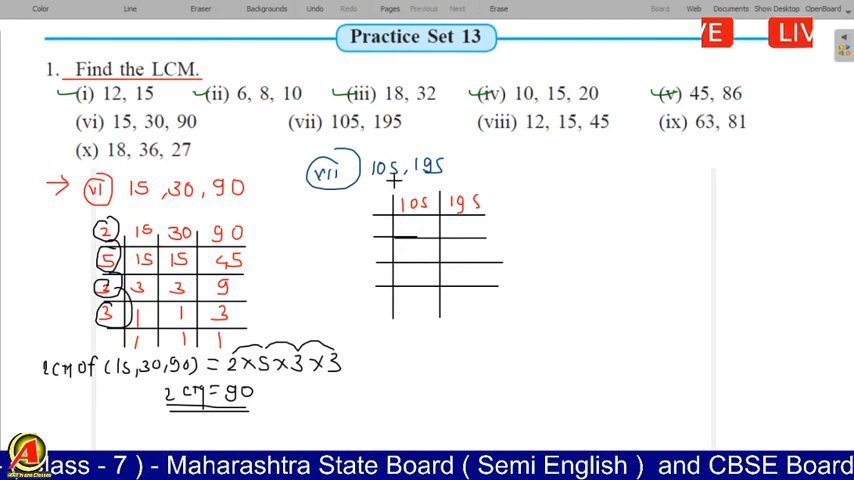 Color Line Eraser Backgrounds Undo Redo Pages Previous Next Erase Board Web Documents Show Desktop OpenBoard
Practice Set 13
VE LIV
1. Find the LCM.
(i) 12, 15 (ii) 6, 8, 10 (iii) 18, 32 (iv) 10, 15, 20 (v) 45, 86
(vi) 15, 30, 90 (vii) 105, 195 (viii) 12, 15, 45 (ix) 63, 81
(x) 18, 36, 27
→ vi 15, 30, 90
vii 105, 195
2 15 30 90
5 15 15 45
3 3 3 9
3 1 1 3
1 1 1
LCM of (15, 30, 90) = 2×5×3×3
LCM = 90
105 195
A
Class - 7 ) - Maharashtra State Board ( Semi English ) and CBSE Board